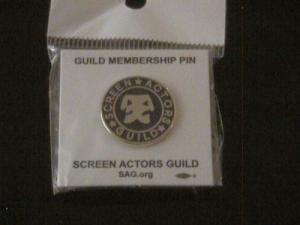 GUILD MEMBERSHIP PIN
SCREEN ★ ACTORS
★ GUILD ★
SCREEN ACTORS GUILD
SAG.org